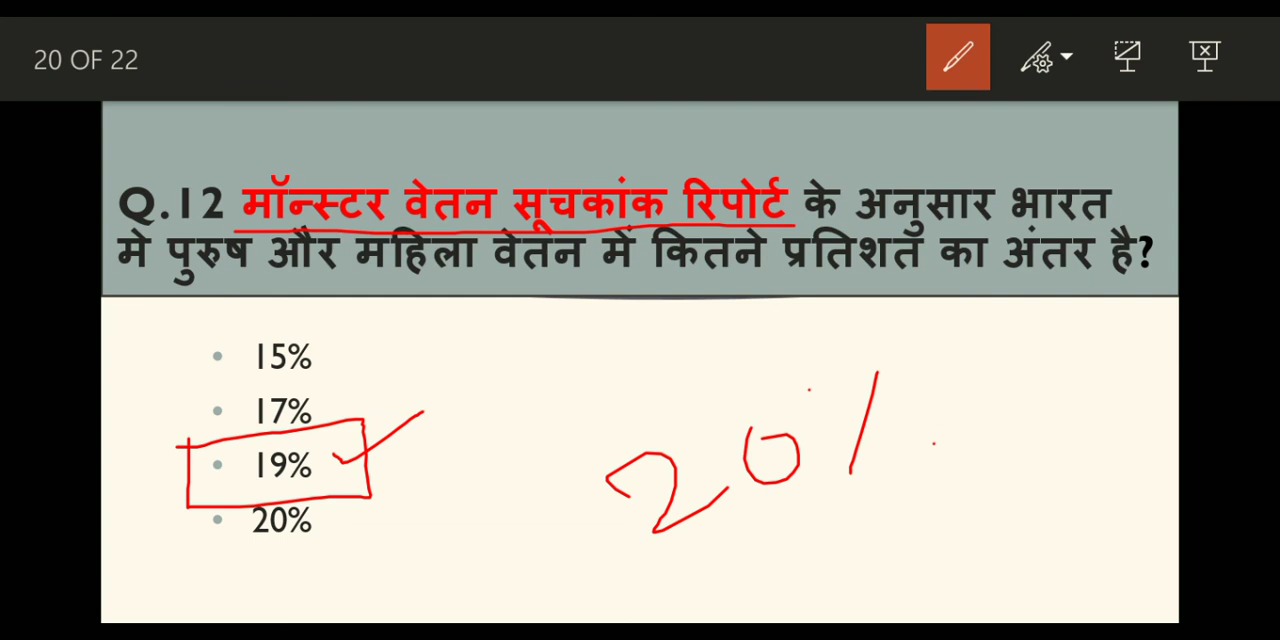 20 OF 22
Q.12 मॉन्स्टर वेतन सूचकांक रिपोर्ट के अनुसार भारत
मे पुरुष और महिला वेतन में कितने प्रतिशत का अंतर है?
15%
17%
19%
20%
20%